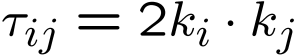 τ_{ij} = 2k_i · k_j